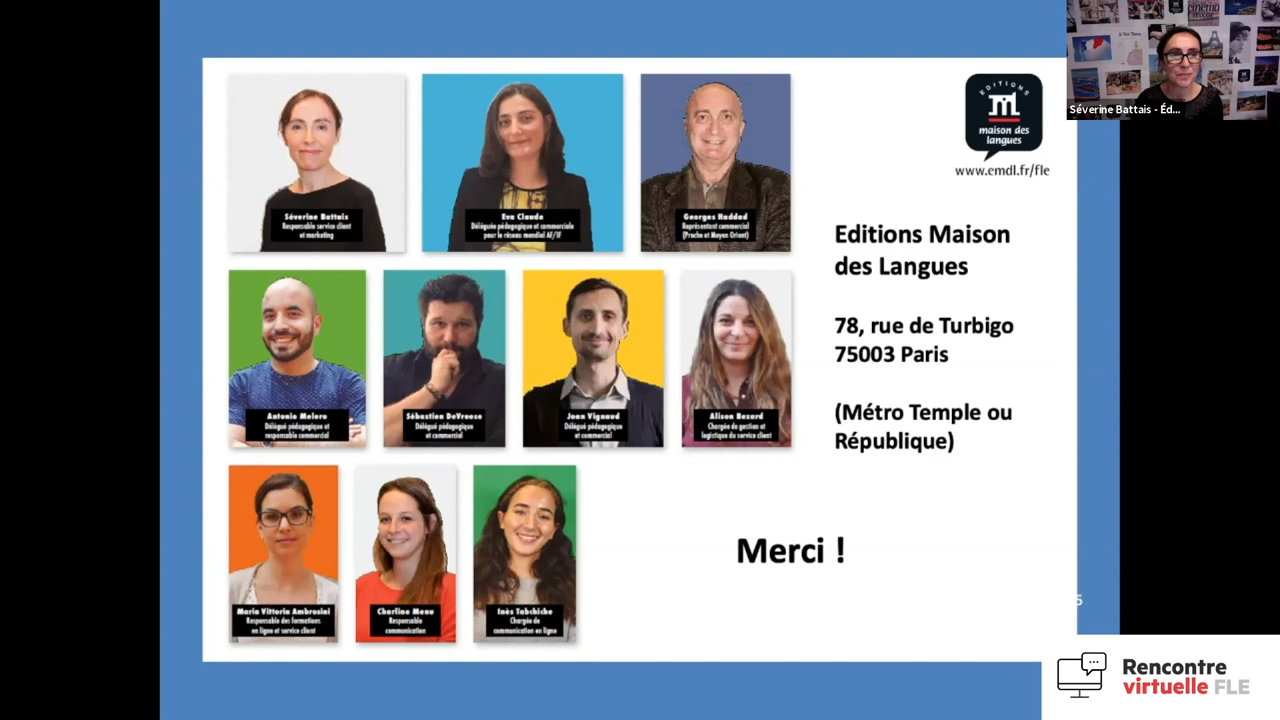 Séverine Battais
Responsable service client
et marketing
Eva Claude
Déléguée pédagogique et commerciale
pour le réseau mondial AF/IF
Georges Haddad
Représentant commercial
(Proche et Moyen Orient)
EDITIONS
maison des
langues
www.emdl.fr/fle
Séverine Battais - Éd...
Editions Maison
des Langues
78, rue de Turbigo
75003 Paris
(Métro Temple ou
République)
Antonio Melero
Délégué pédagogique et
responsable commercial
Sébastien DeVreese
Délégué pédagogique
et commercial
Joan Vignaud
Délégué pédagogique
et commercial
Alison Bezard
Chargée de gestion et
logistique du service client
Maria Vittoria Ambrosini
Responsable des formations
en ligne et service client
Charline Menu
Responsable
communication
Inès Tabchiche
Chargée de
communication en ligne
Merci !
Rencontre
virtuelle FLE